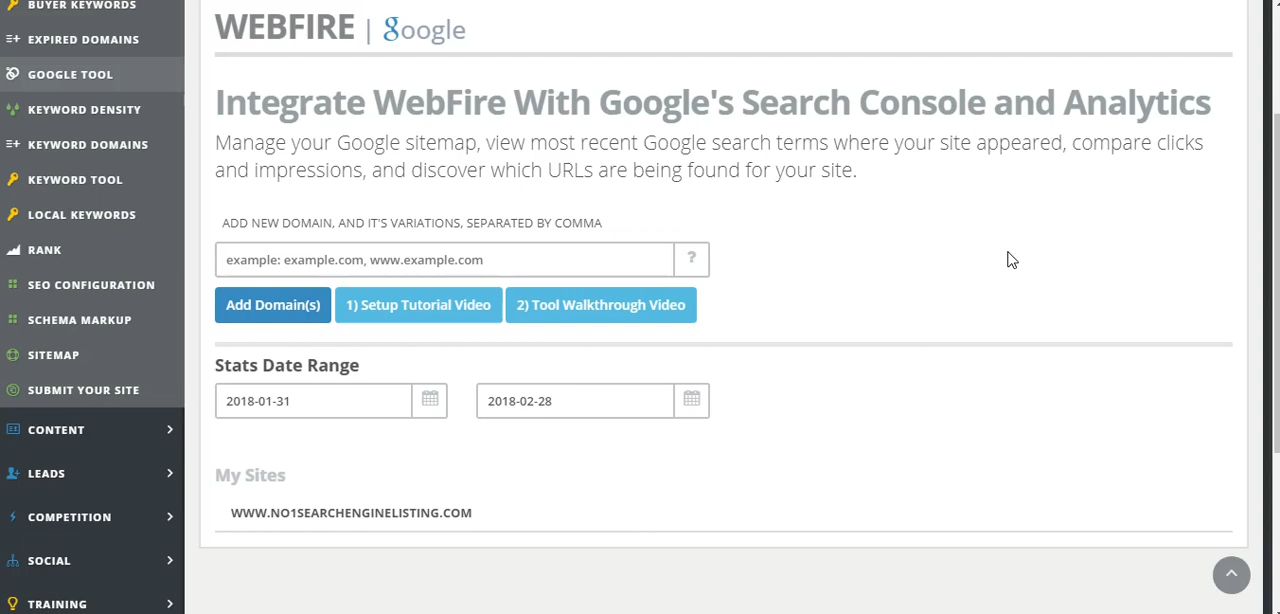 BUYER KEYWORDS
EXPIRED DOMAINS
GOOGLE TOOL
KEYWORD DENSITY
KEYWORD DOMAINS
KEYWORD TOOL
LOCAL KEYWORDS
RANK
SEO CONFIGURATION
SCHEMA MARKUP
SITEMAP
SUBMIT YOUR SITE
CONTENT
LEADS
COMPETITION
SOCIAL
TRAINING
WEBFIRE | google
Integrate WebFire With Google's Search Console and Analytics
Manage your Google sitemap, view most recent Google search terms where your site appeared, compare clicks
and impressions, and discover which URLs are being found for your site.
ADD NEW DOMAIN, AND IT'S VARIATIONS, SEPARATED BY COMMA
example: example.com, www.example.com ?
Add Domain(s) 1) Setup Tutorial Video 2) Tool Walkthrough Video
Stats Date Range
2018-01-31 2018-02-28
My Sites
WWW.NO1SEARCHENGINELISTING.COM